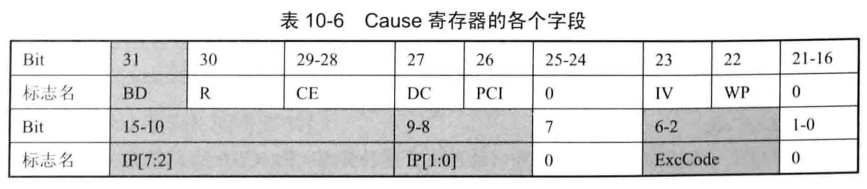 表 10-6 Cause 寄存器的各个字段
Bit 31 30 29-28 27 26 25-24 23 22 21-16
标志名 BD R CE DC PCI 0 IV WP 0
Bit 15-10 9-8 7 6-2 1-0
标志名 IP[7:2] IP[1:0] 0 ExcCode 0